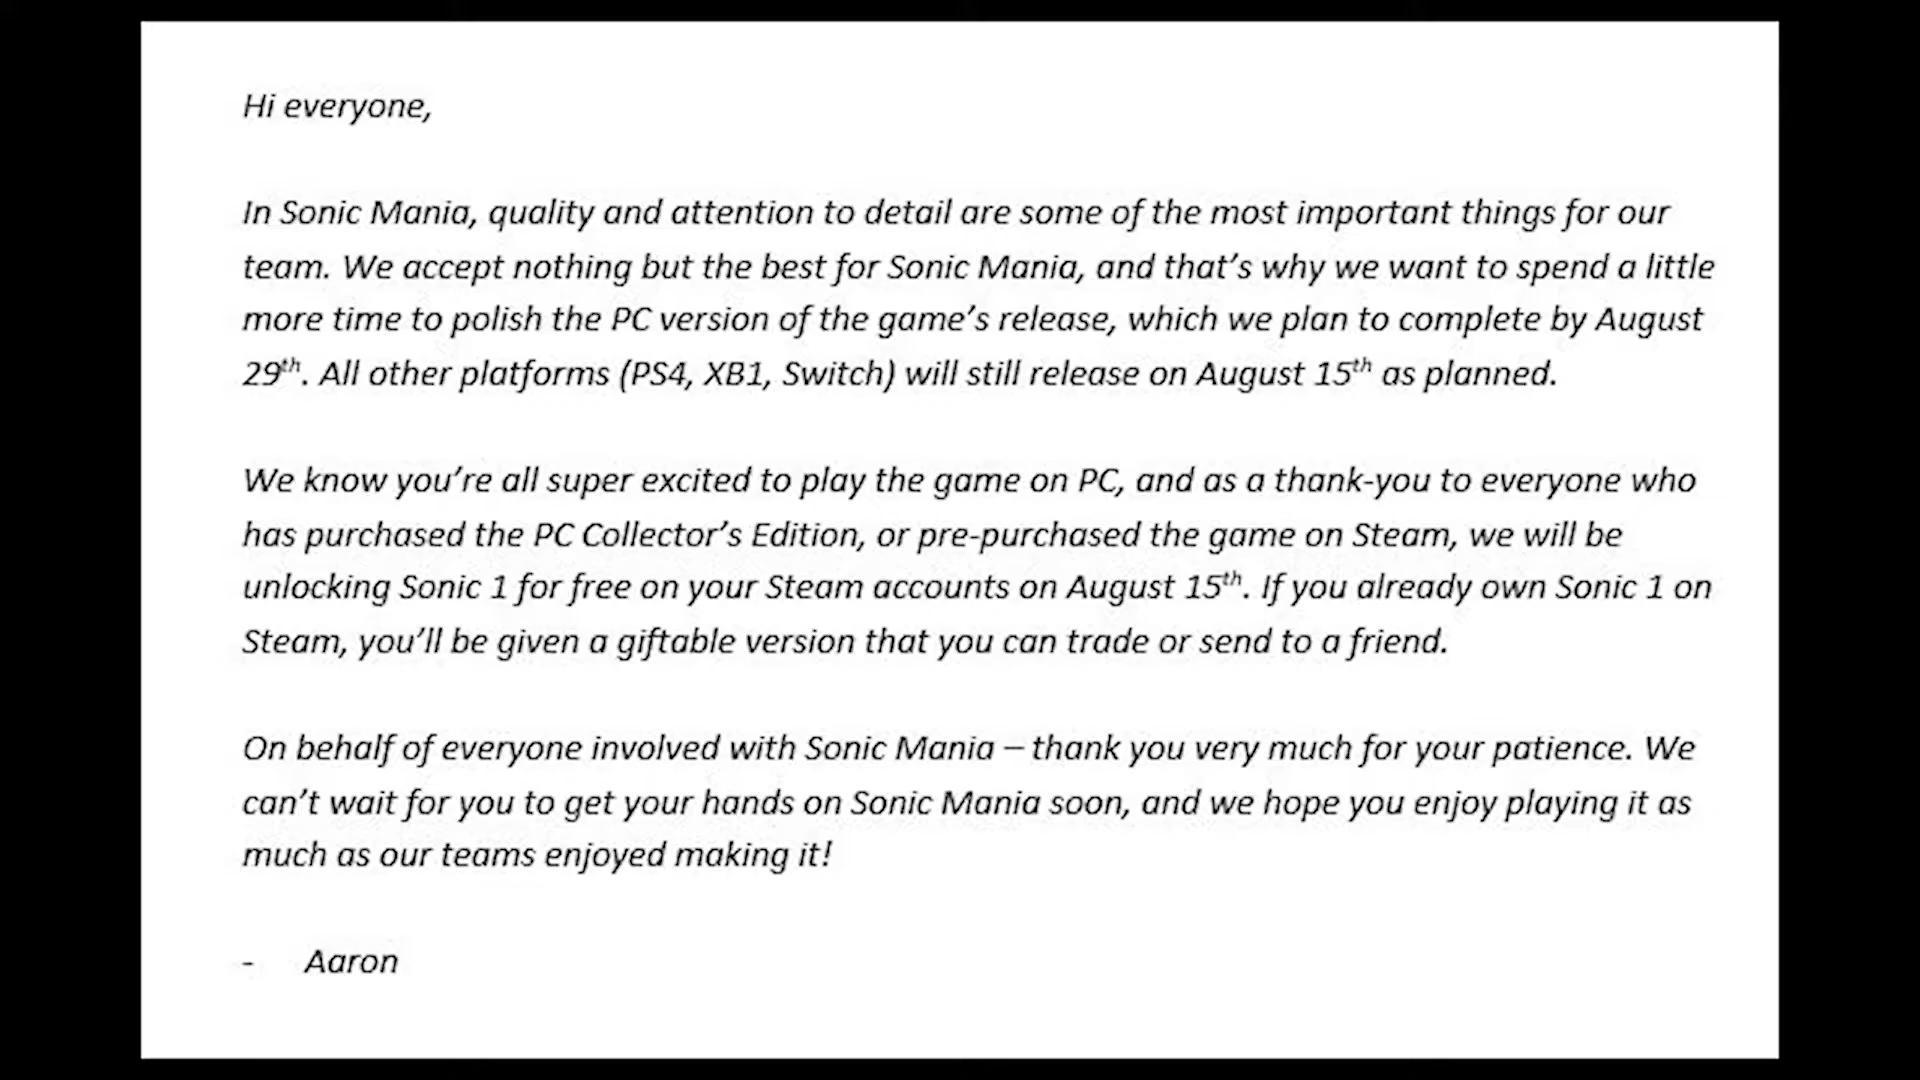 Hi everyone,
In Sonic Mania, quality and attention to detail are some of the most important things for our
team. We accept nothing but the best for Sonic Mania, and that’s why we want to spend a little
more time to polish the PC version of the game’s release, which we plan to complete by August
29th. All other platforms (PS4, XB1, Switch) will still release on August 15th as planned.
We know you’re all super excited to play the game on PC, and as a thank-you to everyone who
has purchased the PC Collector’s Edition, or pre-purchased the game on Steam, we will be
unlocking Sonic 1 for free on your Steam accounts on August 15th. If you already own Sonic 1 on
Steam, you’ll be given a giftable version that you can trade or send to a friend.
On behalf of everyone involved with Sonic Mania – thank you very much for your patience. We
can’t wait for you to get your hands on Sonic Mania soon, and we hope you enjoy playing it as
much as our teams enjoyed making it!
- Aaron